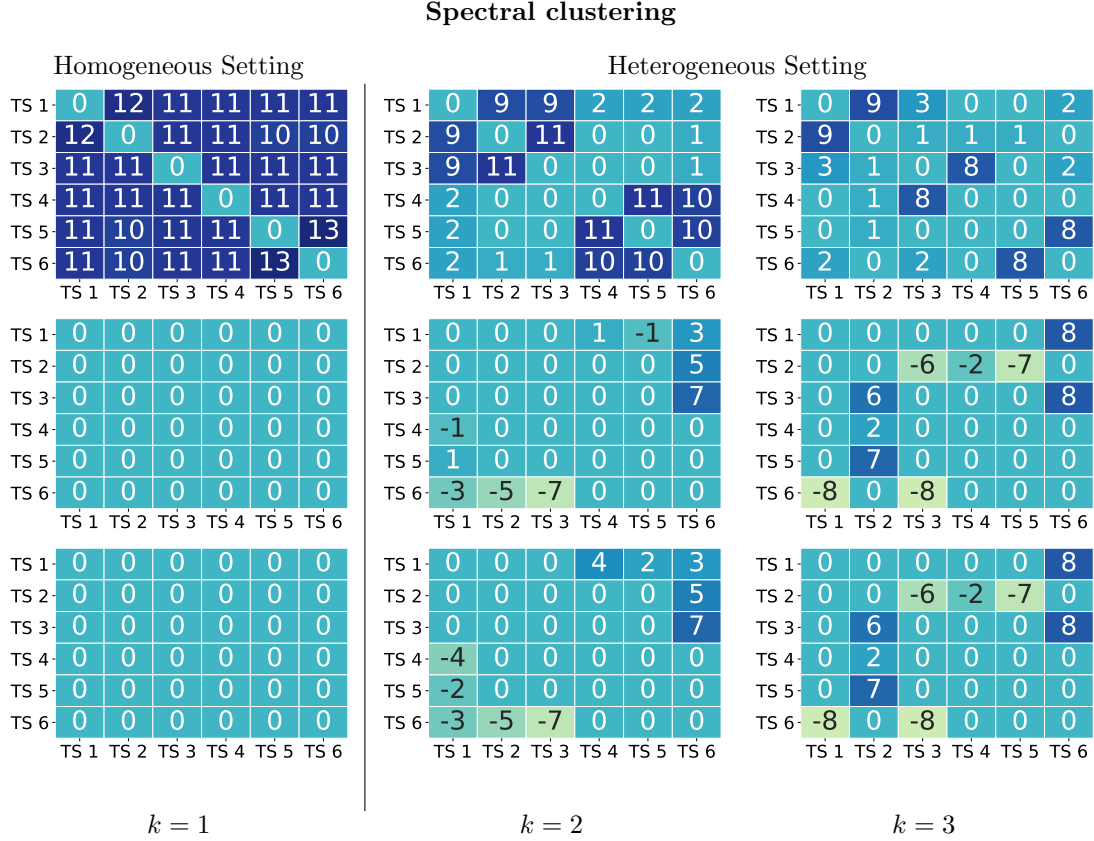 Spectral clustering
Homogeneous Setting
Heterogeneous Setting
TS 1 0 12 11 11 11 11
TS 2 12 0 11 11 10 10
TS 3 11 11 0 11 11 11
TS 4 11 11 11 0 11 11
TS 5 11 10 11 11 0 13
TS 6 11 10 11 11 13 0
TS 1 TS 2 TS 3 TS 4 TS 5 TS 6
TS 1 0 9 9 2 2 2
TS 2 9 0 11 0 0 1
TS 3 9 11 0 0 0 1
TS 4 2 0 0 0 11 10
TS 5 2 0 0 11 0 10
TS 6 2 1 1 10 10 0
TS 1 TS 2 TS 3 TS 4 TS 5 TS 6
TS 1 0 9 3 0 0 2
TS 2 9 0 1 1 1 0
TS 3 3 1 0 8 0 2
TS 4 0 1 8 0 0 0
TS 5 0 1 0 0 0 8
TS 6 2 0 2 0 8 0
TS 1 TS 2 TS 3 TS 4 TS 5 TS 6
TS 1 0 0 0 0 0 0
TS 2 0 0 0 0 0 0
TS 3 0 0 0 0 0 0
TS 4 0 0 0 0 0 0
TS 5 0 0 0 0 0 0
TS 6 0 0 0 0 0 0
TS 1 TS 2 TS 3 TS 4 TS 5 TS 6
TS 1 0 0 0 1 -1 3
TS 2 0 0 0 0 0 5
TS 3 0 0 0 0 0 7
TS 4 -1 0 0 0 0 0
TS 5 1 0 0 0 0 0
TS 6 -3 -5 -7 0 0 0
TS 1 TS 2 TS 3 TS 4 TS 5 TS 6
TS 1 0 0 0 0 0 8
TS 2 0 0 -6 -2 -7 0
TS 3 0 6 0 0 0 8
TS 4 0 2 0 0 0 0
TS 5 0 7 0 0 0 0
TS 6 -8 0 -8 0 0 0
TS 1 TS 2 TS 3 TS 4 TS 5 TS 6
TS 1 0 0 0 0 0 0
TS 2 0 0 0 0 0 0
TS 3 0 0 0 0 0 0
TS 4 0 0 0 0 0 0
TS 5 0 0 0 0 0 0
TS 6 0 0 0 0 0 0
TS 1 TS 2 TS 3 TS 4 TS 5 TS 6
TS 1 0 0 0 4 2 3
TS 2 0 0 0 0 0 5
TS 3 0 0 0 0 0 7
TS 4 -4 0 0 0 0 0
TS 5 -2 0 0 0 0 0
TS 6 -3 -5 -7 0 0 0
TS 1 TS 2 TS 3 TS 4 TS 5 TS 6
TS 1 0 0 0 0 0 8
TS 2 0 0 -6 -2 -7 0
TS 3 0 6 0 0 0 8
TS 4 0 2 0 0 0 0
TS 5 0 7 0 0 0 0
TS 6 -8 0 -8 0 0 0
TS 1 TS 2 TS 3 TS 4 TS 5 TS 6
k = 1
k = 2
k = 3